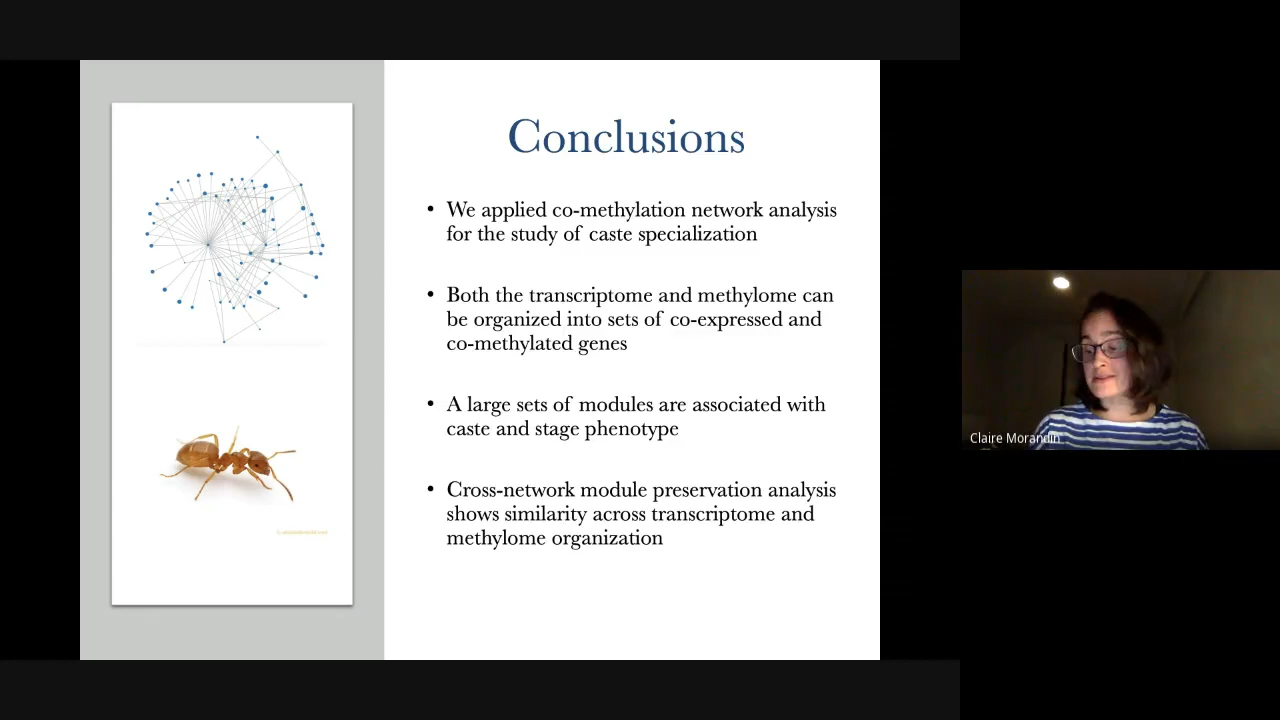 Conclusions
• We applied co-methylation network analysis
for the study of caste specialization
• Both the transcriptome and methylome can
be organized into sets of co-expressed and
co-methylated genes
• A large sets of modules are associated with
caste and stage phenotype
• Cross-network module preservation analysis
shows similarity across transcriptome and
methylome organization
Claire Morandin